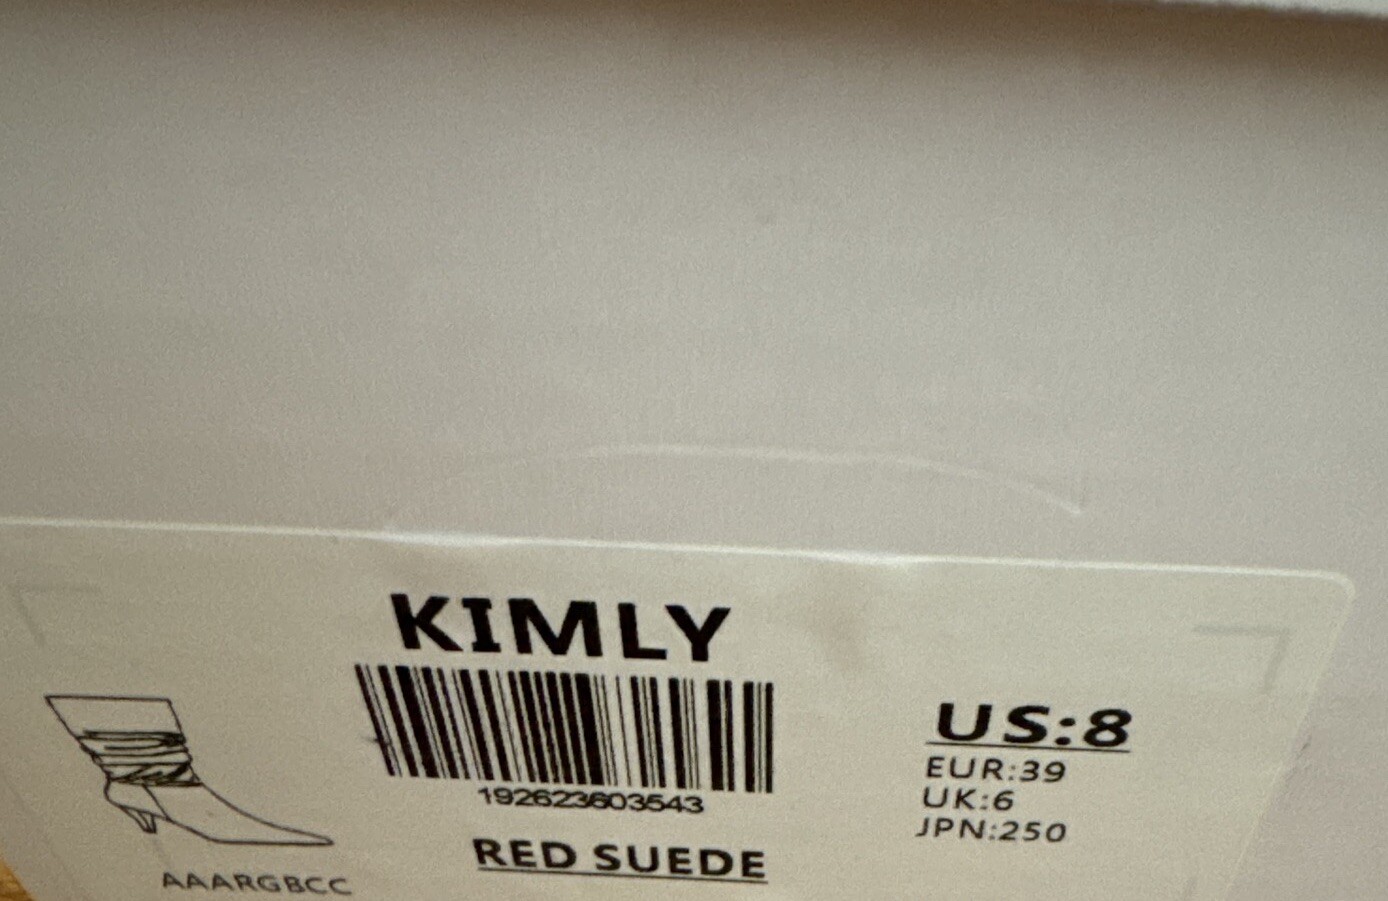 KIMLY
192623603543
RED SUEDE
AAARGBCC
US:8
EUR:39
UK:6
JPN:250